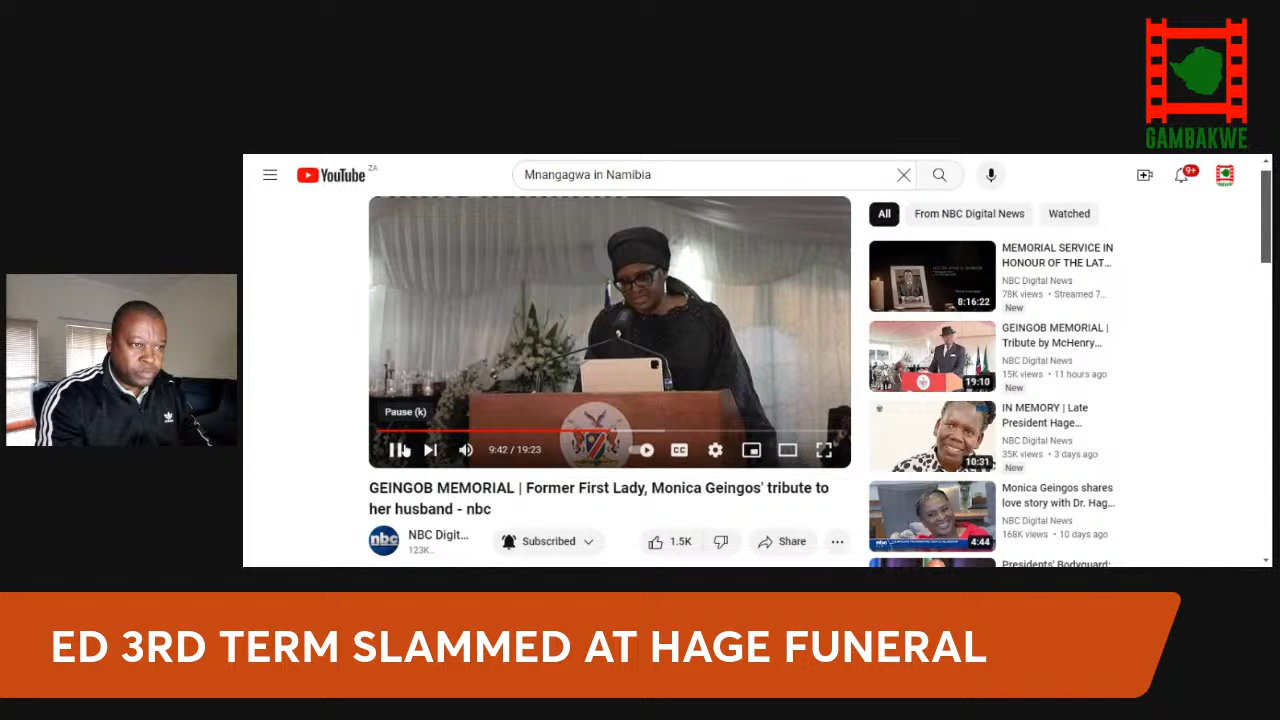 GAMBAKWE
YouTube ZA
Mnangagwa in Namibia
9+
Pause (k)
9:42 / 19:23
CC
GEINGOB MEMORIAL | Former First Lady, Monica Geingos' tribute to
her husband - nbc
nbc
NBC Digit...
123K...
Subscribed
1.5K
Share
All
From NBC Digital News
Watched
8:16:22
MEMORIAL SERVICE IN
HONOUR OF THE LAT...
NBC Digital News
78K views • Streamed 7...
New
19:10
GEINGOB MEMORIAL |
Tribute by McHenry...
NBC Digital News
15K views • 11 hours ago
New
10:31
IN MEMORY | Late
President Hage...
NBC Digital News
35K views • 3 days ago
New
4:44
Monica Geingos shares
love story with Dr. Hag...
NBC Digital News
168K views • 10 days ago
Presidents' Bodyguard:
ED 3RD TERM SLAMMED AT HAGE FUNERAL